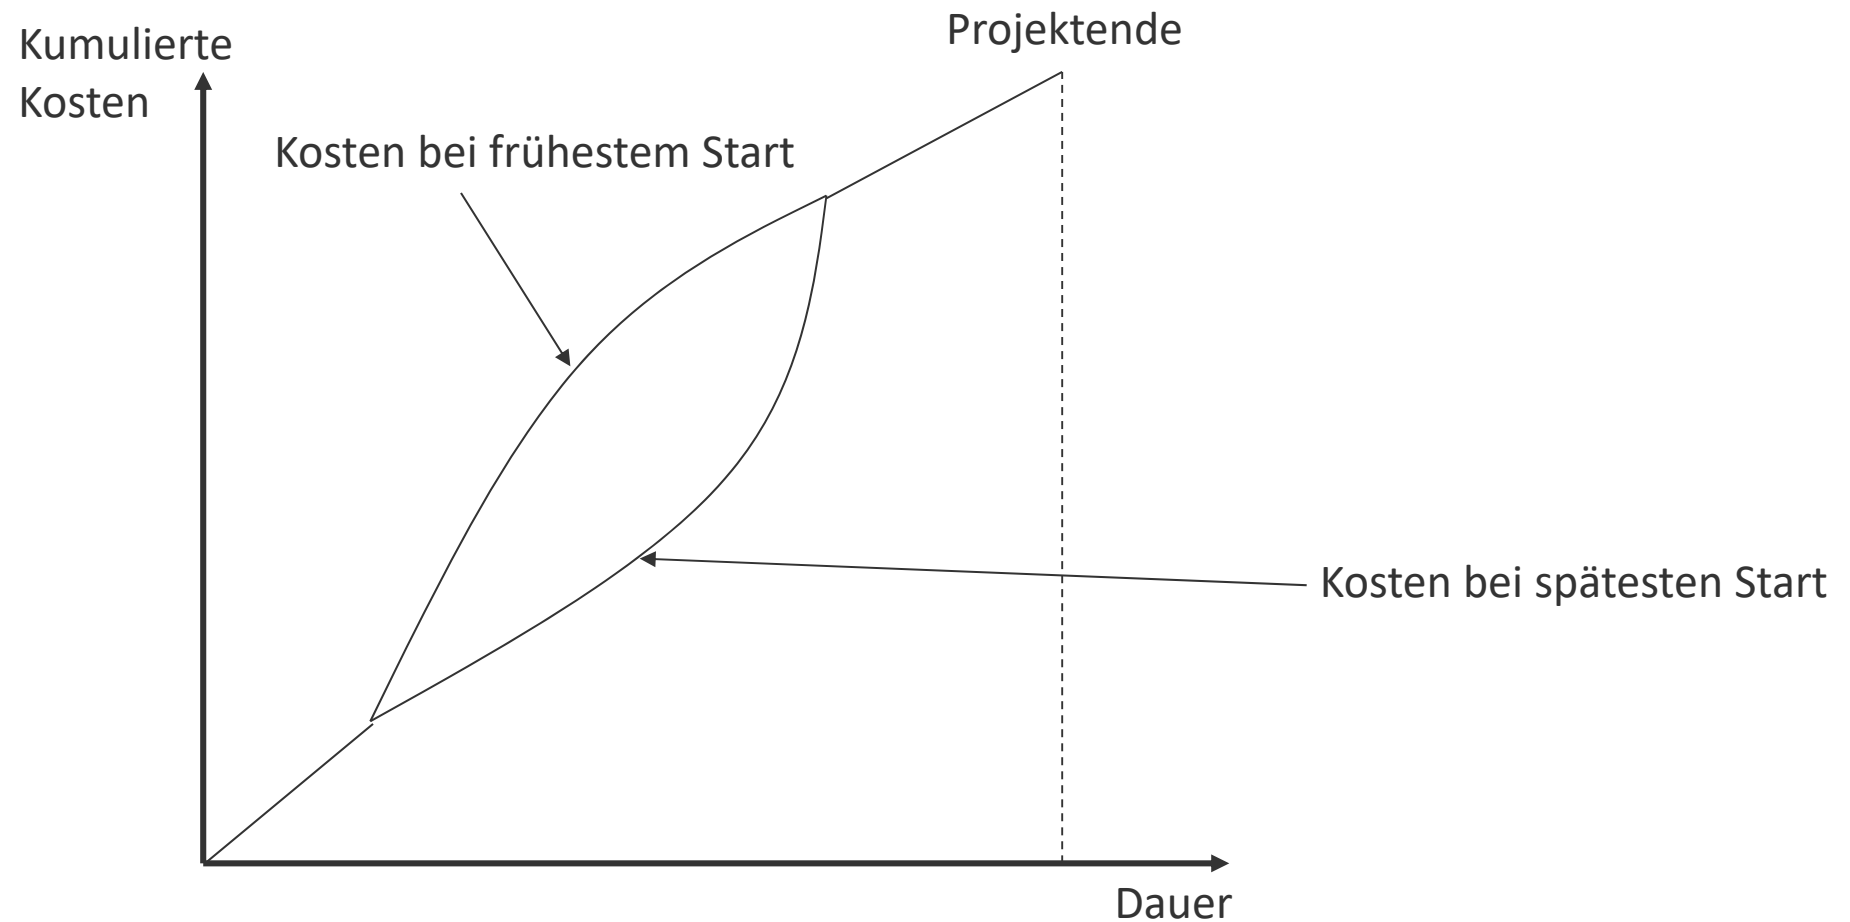 Projektende
Kumulierte
Kosten
Kosten bei frühestem Start
Kosten bei spätesten Start
Dauer